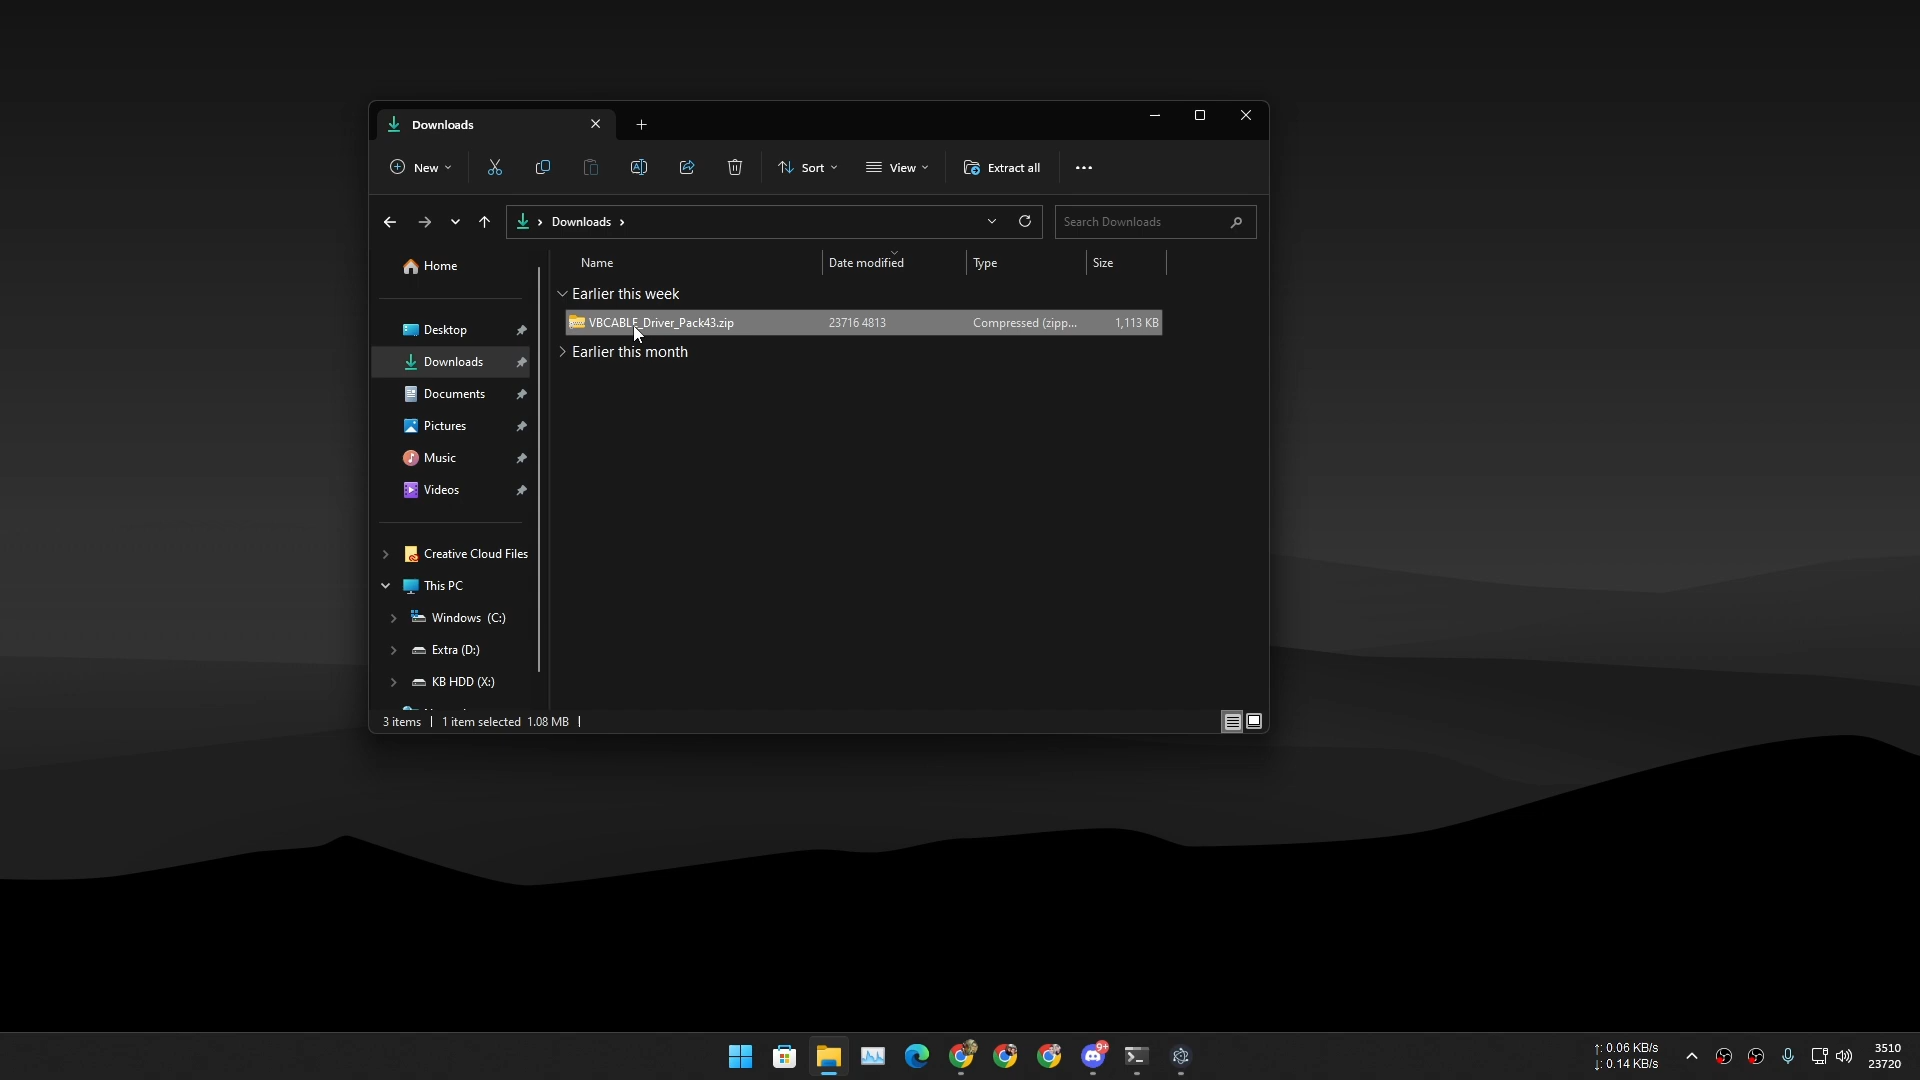 Downloads
New
Sort
View
Extract all
Downloads
Search Downloads
Home
Desktop
Downloads
Documents
Pictures
Music
Videos
Creative Cloud Files
This PC
Windows (C:)
Extra (D:)
KB HDD (X:)
Name Date modified Type Size
Earlier this week
VBCABLE_Driver_Pack43.zip 23716 4813 Compressed (zipp... 1,113 KB
Earlier this month
3 items 1 item selected 1.08 MB
9+
↑: 0.06 KB/s
↓: 0.14 KB/s
3510
23720